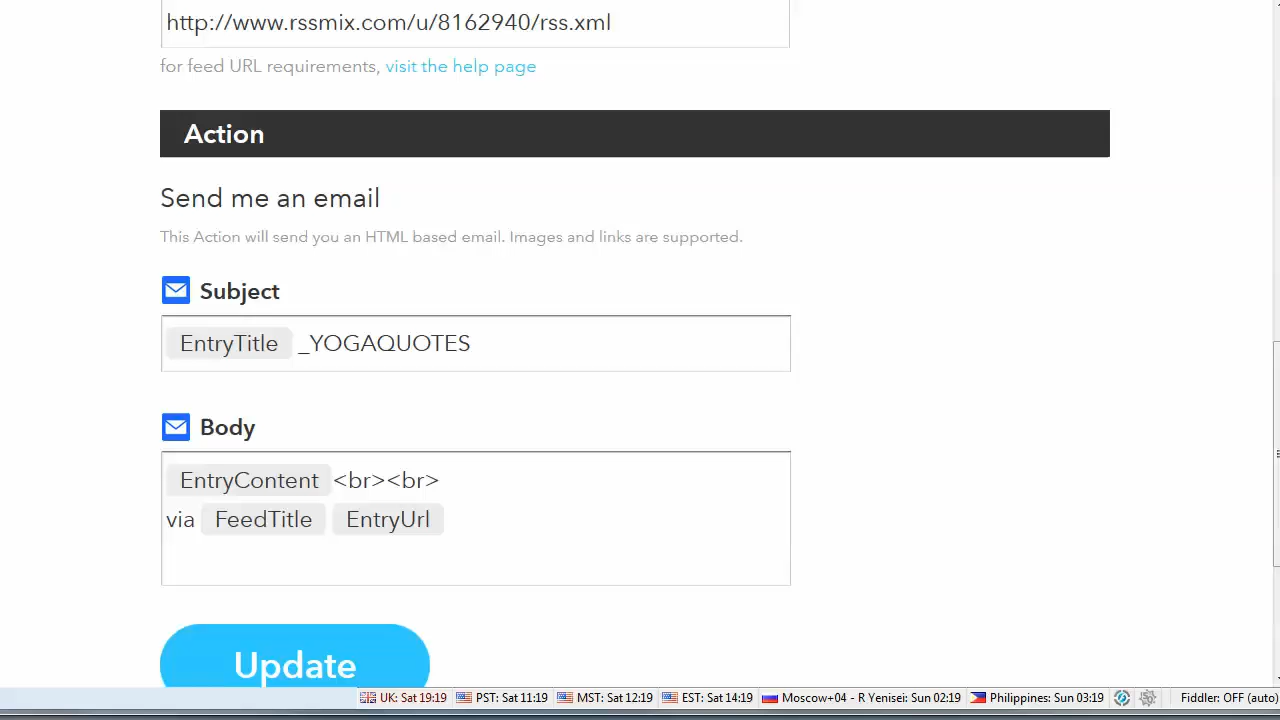 http://www.rssmix.com/u/8162940/rss.xml
for feed URL requirements, visit the help page
Action
Send me an email
This Action will send you an HTML based email. Images and links are supported.
Subject
EntryTitle _YOGAQUOTES
Body
EntryContent <br><br>
via FeedTitle EntryUrl
Update
UK: Sat 19:19 PST: Sat 11:19 MST: Sat 12:19 EST: Sat 14:19 Moscow+04 - R Yenisei: Sun 02:19 Philippines: Sun 03:19 Fiddler: OFF (auto)